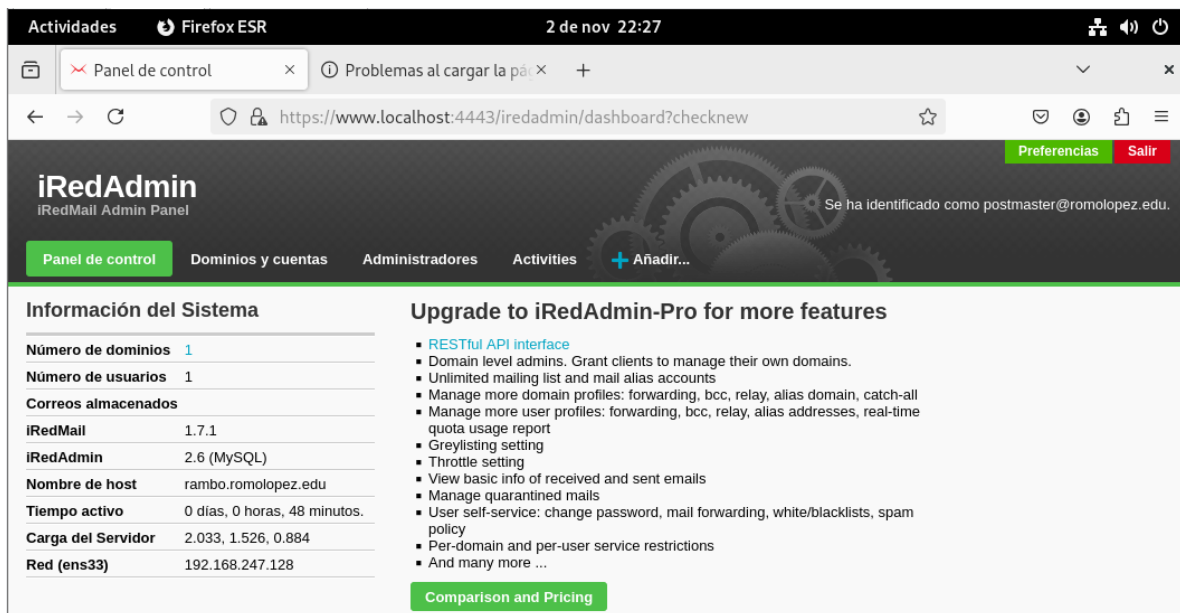 Actividades Firefox ESR 2 de nov 22:27
Panel de control × Problemas al cargar la pág × +
https://www.localhost:4443/iredadmin/dashboard?checknew
Preferencias Salir
iRedAdmin
iRedMail Admin Panel
Se ha identificado como postmaster@romolopez.edu.
Panel de control Dominios y cuentas Administradores Activities Añadir...
Información del Sistema
Número de dominios 1
Número de usuarios 1
Correos almacenados
iRedMail 1.7.1
iRedAdmin 2.6 (MySQL)
Nombre de host rambo.romolopez.edu
Tiempo activo 0 días, 0 horas, 48 minutos.
Carga del Servidor 2.033, 1.526, 0.884
Red (ens33) 192.168.247.128
Upgrade to iRedAdmin-Pro for more features
RESTful API interface
Domain level admins. Grant clients to manage their own domains.
Unlimited mailing list and mail alias accounts
Manage more domain profiles: forwarding, bcc, relay, alias domain, catch-all
Manage more user profiles: forwarding, bcc, relay, alias addresses, real-time
quota usage report
Greylisting setting
Throttle setting
View basic info of received and sent emails
Manage quarantined mails
User self-service: change password, mail forwarding, white/blacklists, spam
policy
Per-domain and per-user service restrictions
And many more ...
Comparison and Pricing